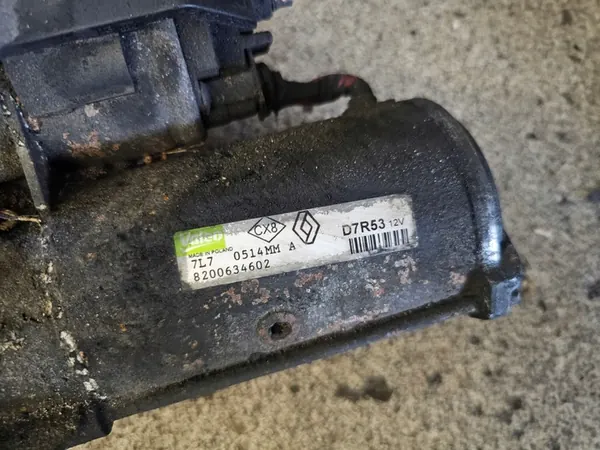 Valeo
CX8
D7R53 12V
MADE IN POLAND
7L7 0514MM A
8200634602